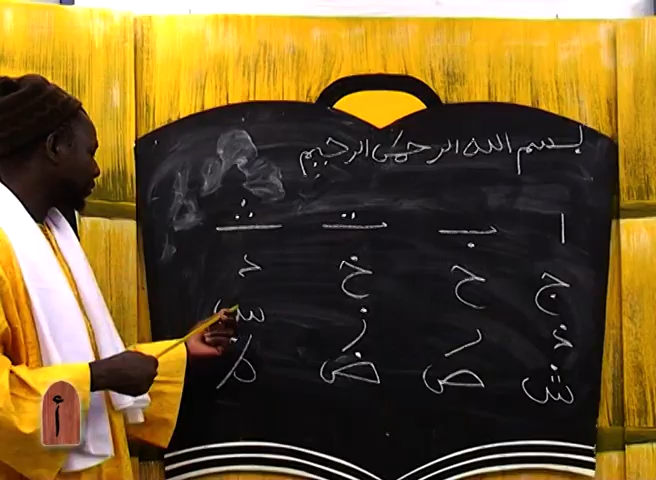 بسم الله الرحمن الرحيم
ا ب ت ث
ج ح خ د
ذ ر ز س
ش ص ض ط
أ